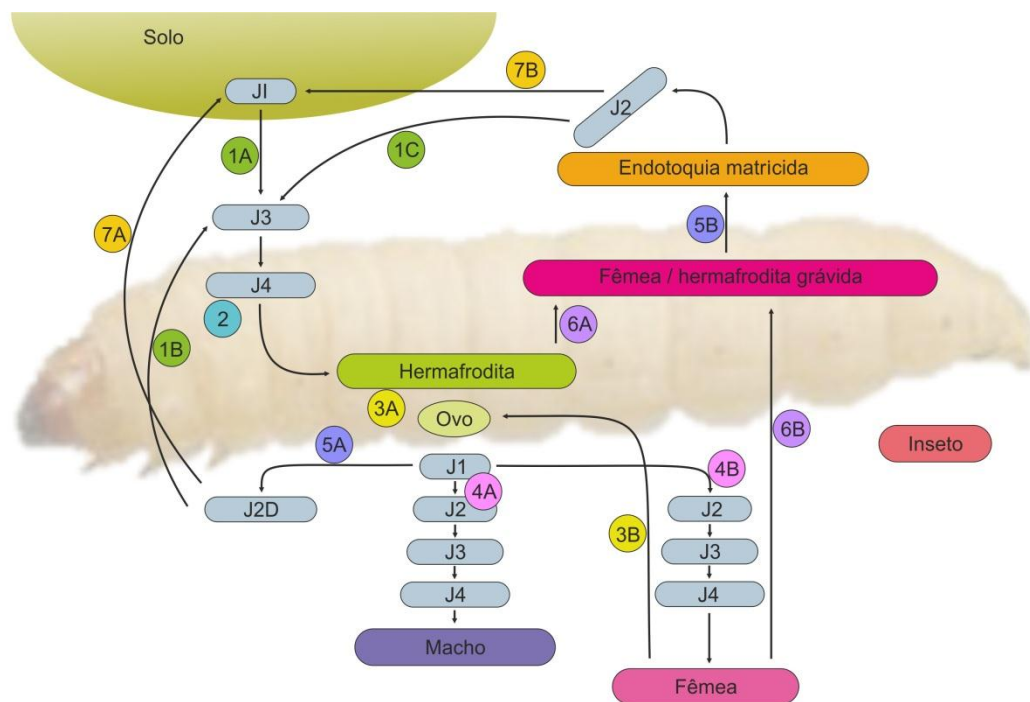 Solo
7B
JI
J2
1A
1C
Endotoquia matricida
J3
7A
5B
J4
Fêmea / hermafrodita grávida
2
6A
1B
Hermafrodita
3A
Ovo
6B
Inseto
5A
J1
4B
4A
J2D
J2
J2
3B
J3
J3
J4
J4
Macho
Fêmea